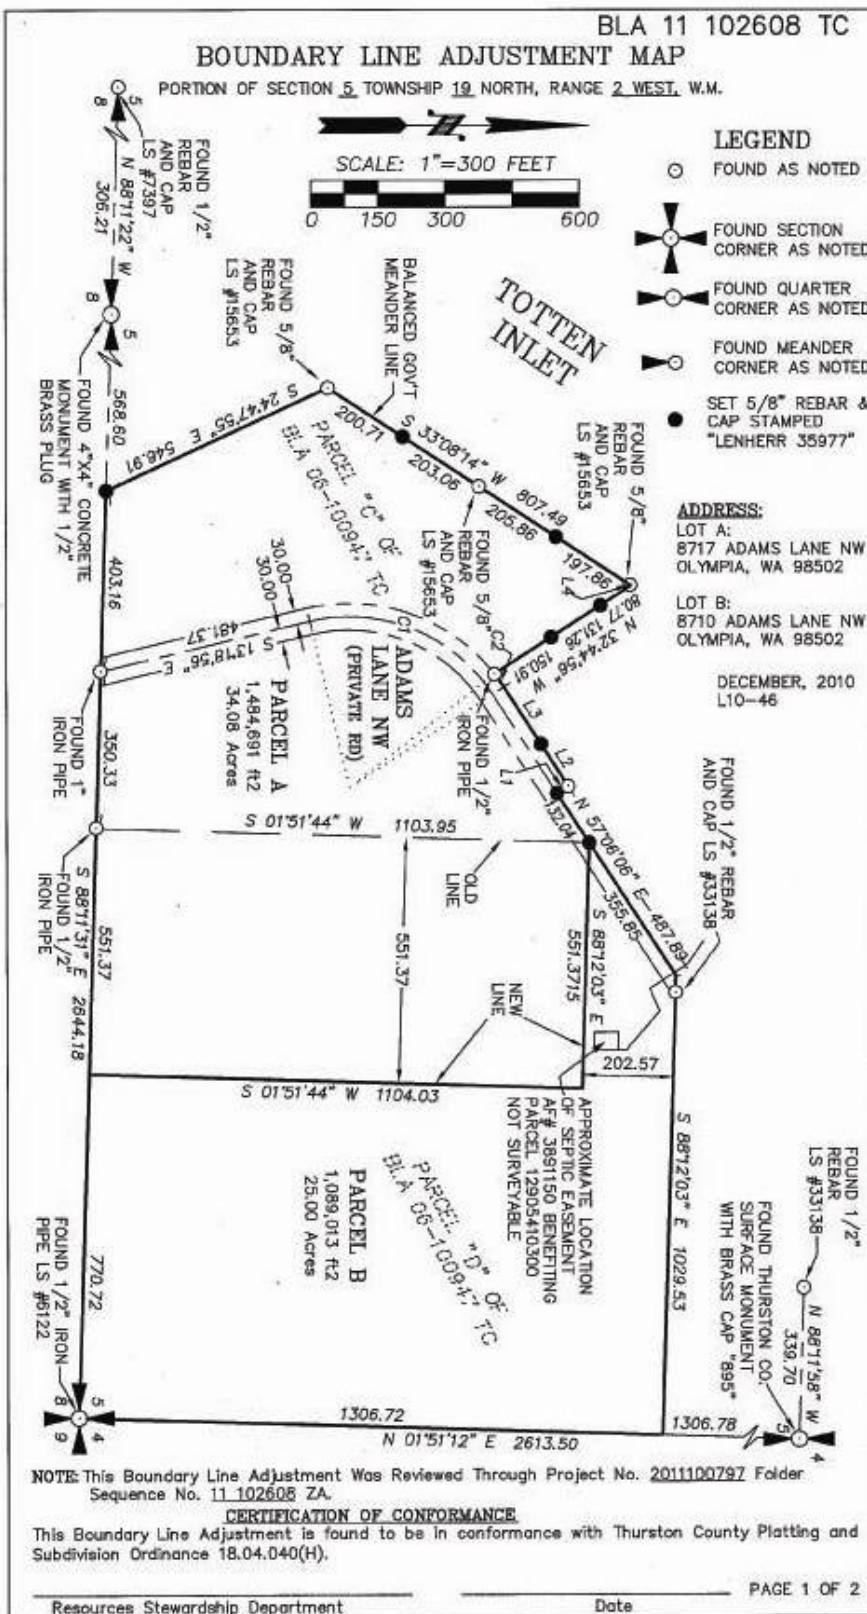 BLA 11 102608 TC
BOUNDARY LINE ADJUSTMENT MAP
PORTION OF SECTION 5 TOWNSHIP 19 NORTH, RANGE 2 WEST, W.M.
SCALE: 1"=300 FEET
0 150 300 600
LEGEND
FOUND AS NOTED
FOUND SECTION
CORNER AS NOTED
FOUND QUARTER
CORNER AS NOTED
FOUND MEANDER
CORNER AS NOTED
SET 5/8" REBAR &
CAP STAMPED
"LENHERR 35977"
ADDRESS:
LOT A:
8717 ADAMS LANE NW
OLYMPIA, WA 98502
LOT B:
8710 ADAMS LANE NW
OLYMPIA, WA 98502
DECEMBER, 2010
L10-46
5
8
N 88°11'22" W
306.21
FOUND 1/2"
REBAR
AND CAP
LS #7397
5
8
FOUND 4"X4" CONCRETE
MONUMENT WITH 1/2"
BRASS PLUG
568.60
FOUND 5/8"
REBAR
AND CAP
LS #15653
BALANCED GOV'T
MEANDER LINE
TOTTEN
INLET
S 24°47'55" E
546.91
200.71
S 33°08'14" W
203.06
807.49
205.86
197.86
FOUND 5/8"
REBAR
AND CAP
LS #15653
FOUND 5/8"
REBAR
AND CAP
LS #15653
PARCEL "C" OF
BLA 06-100947 TC
L4
80.77
131.26
N 32°44'56" W
150.91
C2
C1
403.16
30.00
30.00
481.37
S 13°18'56" E
ADAMS
LANE NW
(PRIVATE RD)
PARCEL A
1,484,691 ft2
34.08 Acres
FOUND 1"
IRON PIPE
350.33
FOUND 1/2"
IRON PIPE
L3
L2
L1
132.04
N 57°06'06" E
487.89
355.85
FOUND 1/2" REBAR
AND CAP LS #33138
S 01°51'44" W 1103.95
OLD
LINE
FOUND 1/2"
IRON PIPE
S 88°11'31" E 2844.18
551.37
551.37
S 88°12'03" E
551.3715
NEW
LINE
202.57
S 01°51'44" W 1104.03
APPROXIMATE LOCATION
OF SEPTIC EASEMENT
AF# 3891150 BENEFITING
PARCEL 12905410300
NOT SURVEYABLE
S 88°12'03" E 1029.53
PARCEL "D" OF
BLA 06-100947 TC
PARCEL B
1,089,013 ft2
25.00 Acres
FOUND 1/2"
REBAR
LS #33138
FOUND THURSTON CO.
SURFACE MONUMENT
WITH BRASS CAP "895"
N 88°11'58" W
339.70
770.72
FOUND 1/2" IRON
PIPE LS #6122
5 4
8 9
1306.72
1306.78
N 01°51'12" E 2613.50
5
4
NOTE: This Boundary Line Adjustment Was Reviewed Through Project No. 2011100797 Folder
Sequence No. 11 102608 ZA.
CERTIFICATION OF CONFORMANCE
This Boundary Line Adjustment is found to be in conformance with Thurston County Platting and
Subdivision Ordinance 18.04.040(H).
PAGE 1 OF 2
Resources Stewardship Department Date